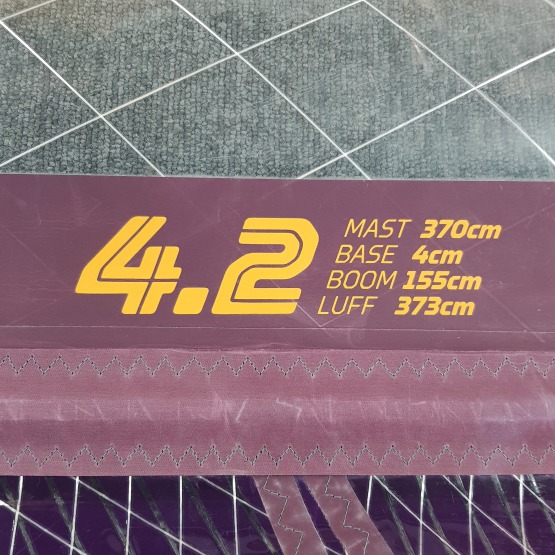 4.2
MAST 370cm
BASE 4cm
BOOM 155cm
LUFF 373cm